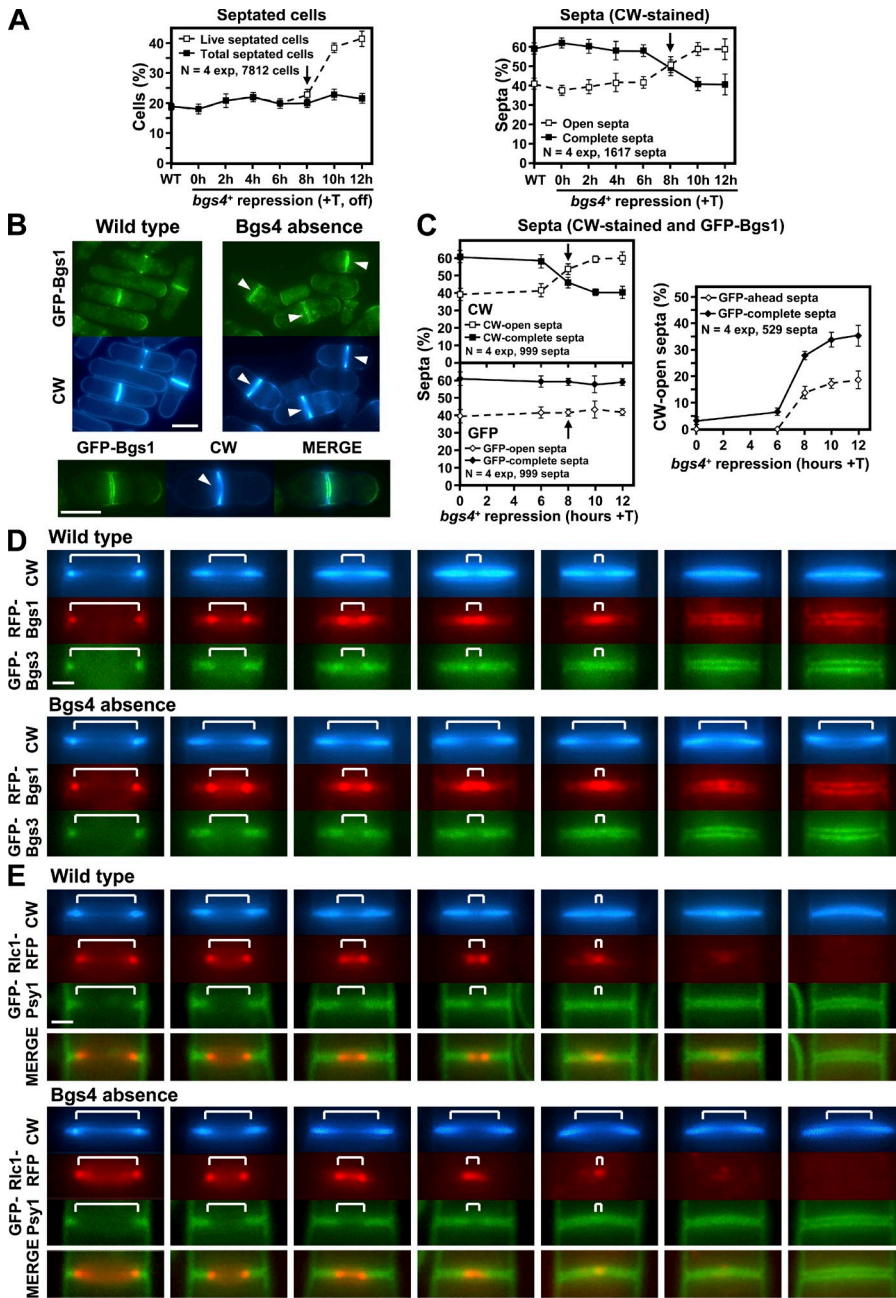 A
Septated cells
Live septated cells
Total septated cells
N = 4 exp, 7812 cells
Cells (%)
40
30
20
10
0
WT 0h 2h 4h 6h 8h 10h 12h
bgs4+ repression (+T, off)
Septa (CW-stained)
Septa (%)
60
50
40
30
20
10
0
Open septa
Complete septa
N = 4 exp, 1617 septa
WT 0h 2h 4h 6h 8h 10h 12h
bgs4+ repression (+T)
B
Wild type
Bgs4 absence
GFP-Bgs1
CW
GFP-Bgs1 CW MERGE
C
Septa (CW-stained and GFP-Bgs1)
Septa (%)
60
40
20
0
CW
CW-open septa
CW-complete septa
N = 4 exp, 999 septa
60
40
20
0
GFP
GFP-open septa
GFP-complete septa
N = 4 exp, 999 septa
0 2 4 6 8 10 12
bgs4+ repression (hours +T)
CW-open septa (%)
50
40
30
20
10
0
GFP-ahead septa
GFP-complete septa
N = 4 exp, 529 septa
0 2 4 6 8 10 12
bgs4+ repression (hours +T)
D
Wild type
CW
RFP-Bgs1
GFP-Bgs3
Bgs4 absence
CW
RFP-Bgs1
GFP-Bgs3
E
Wild type
CW
Rlc1-RFP
GFP-Psy1
MERGE
Bgs4 absence
CW
Rlc1-RFP
GFP-Psy1
MERGE